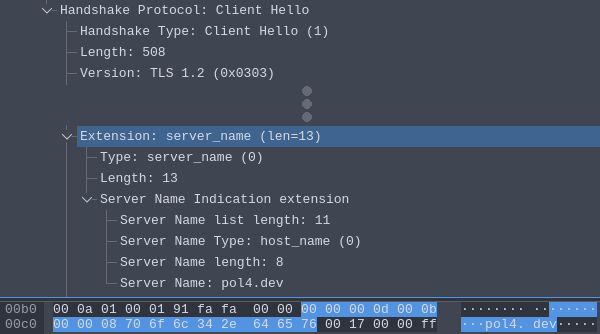 Handshake Protocol: Client Hello
Handshake Type: Client Hello (1)
Length: 508
Version: TLS 1.2 (0x0303)
Extension: server_name (len=13)
Type: server_name (0)
Length: 13
Server Name Indication extension
Server Name list length: 11
Server Name Type: host_name (0)
Server Name length: 8
Server Name: pol4.dev
00b0 00 0a 01 00 01 91 fa fa 00 00 00 00 00 0d 00 0b ········ ········
00c0 00 00 08 70 6f 6c 34 2e 64 65 76 00 17 00 00 ff ···pol4. dev·····